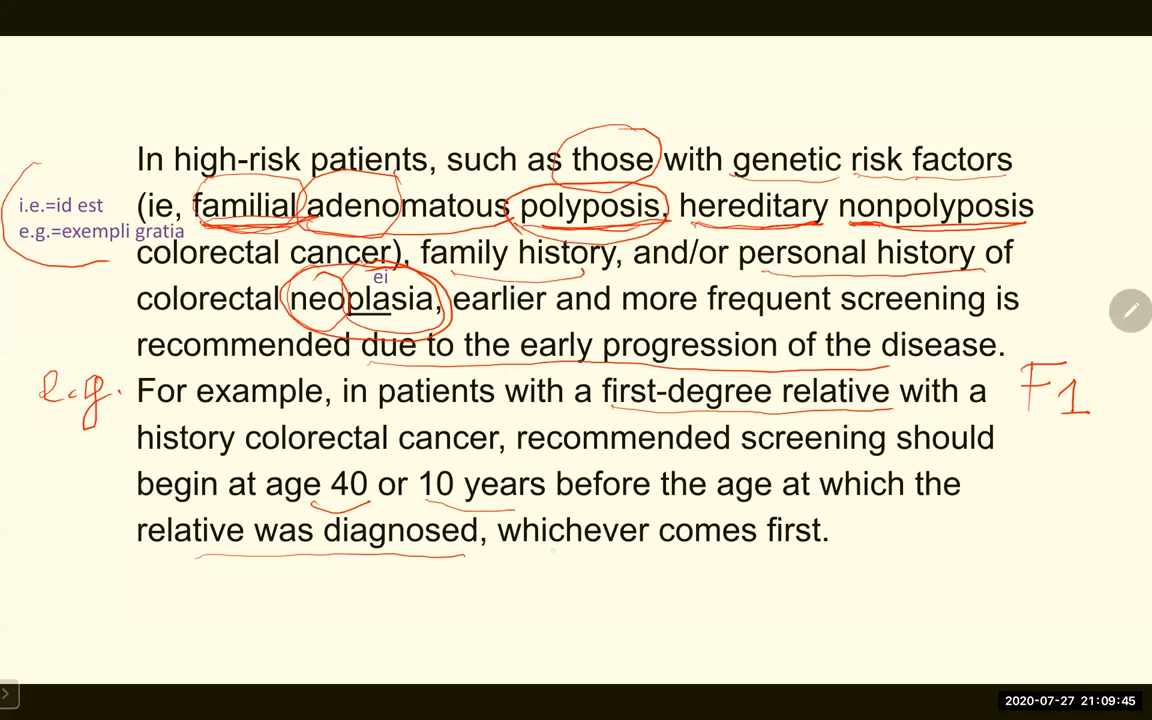 In high-risk patients, such as those with genetic risk factors
i.e.=id est
(ie, familial adenomatous polyposis, hereditary nonpolyposis
e.g.=exempli gratia
colorectal cancer), family history, and/or personal history of
ei
colorectal neoplasia, earlier and more frequent screening is
recommended due to the early progression of the disease.
e.g. For example, in patients with a first-degree relative with a F1
history colorectal cancer, recommended screening should
begin at age 40 or 10 years before the age at which the
relative was diagnosed, whichever comes first.
2020-07-27 21:09:45